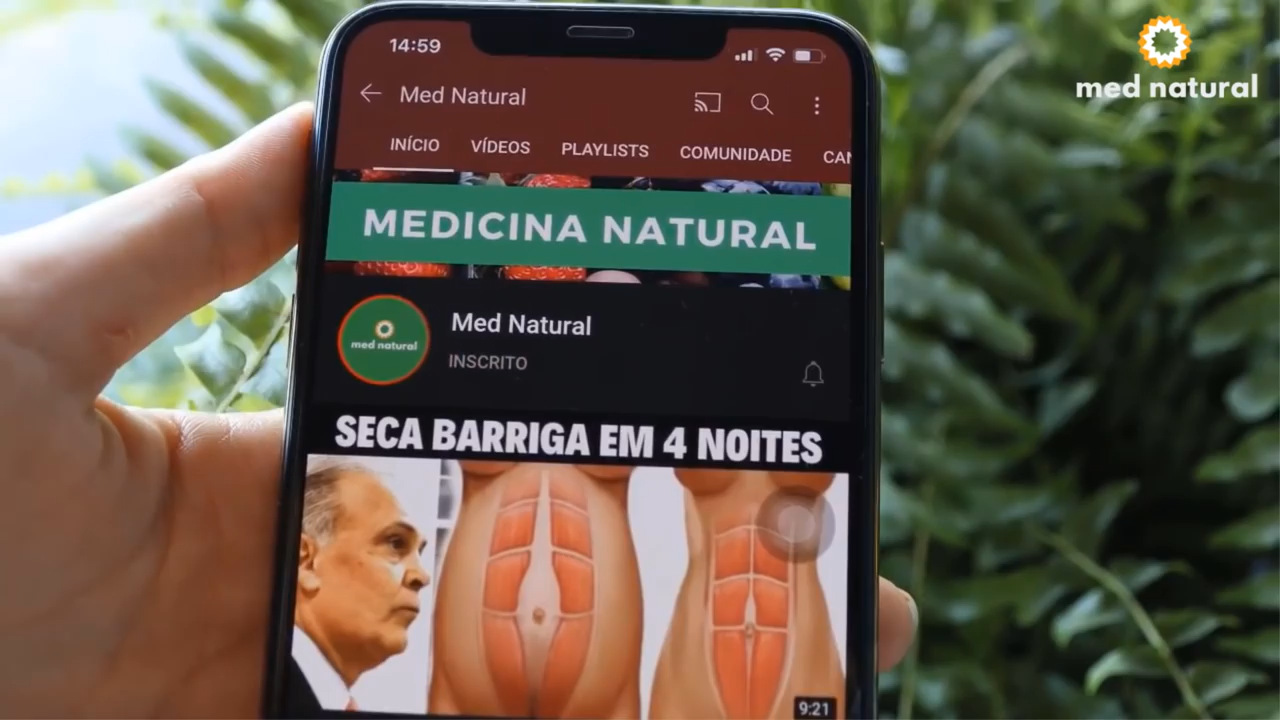 14:59
med natural
Med Natural
INÍCIO VÍDEOS PLAYLISTS COMUNIDADE CAN
MEDICINA NATURAL
med natural
Med Natural
INSCRITO
SECA BARRIGA EM 4 NOITES
9:21